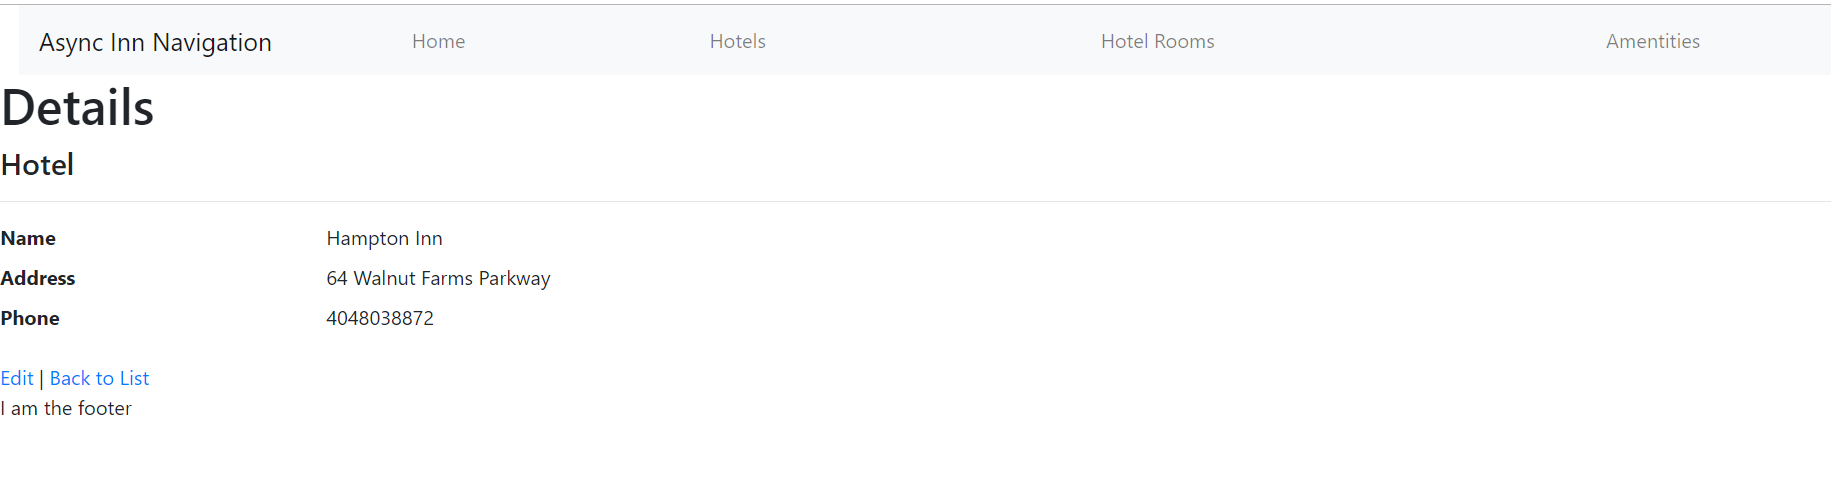 Async Inn Navigation Home Hotels Hotel Rooms Amentities
Details
Hotel
Name Hampton Inn
Address 64 Walnut Farms Parkway
Phone 4048038872
Edit | Back to List
I am the footer